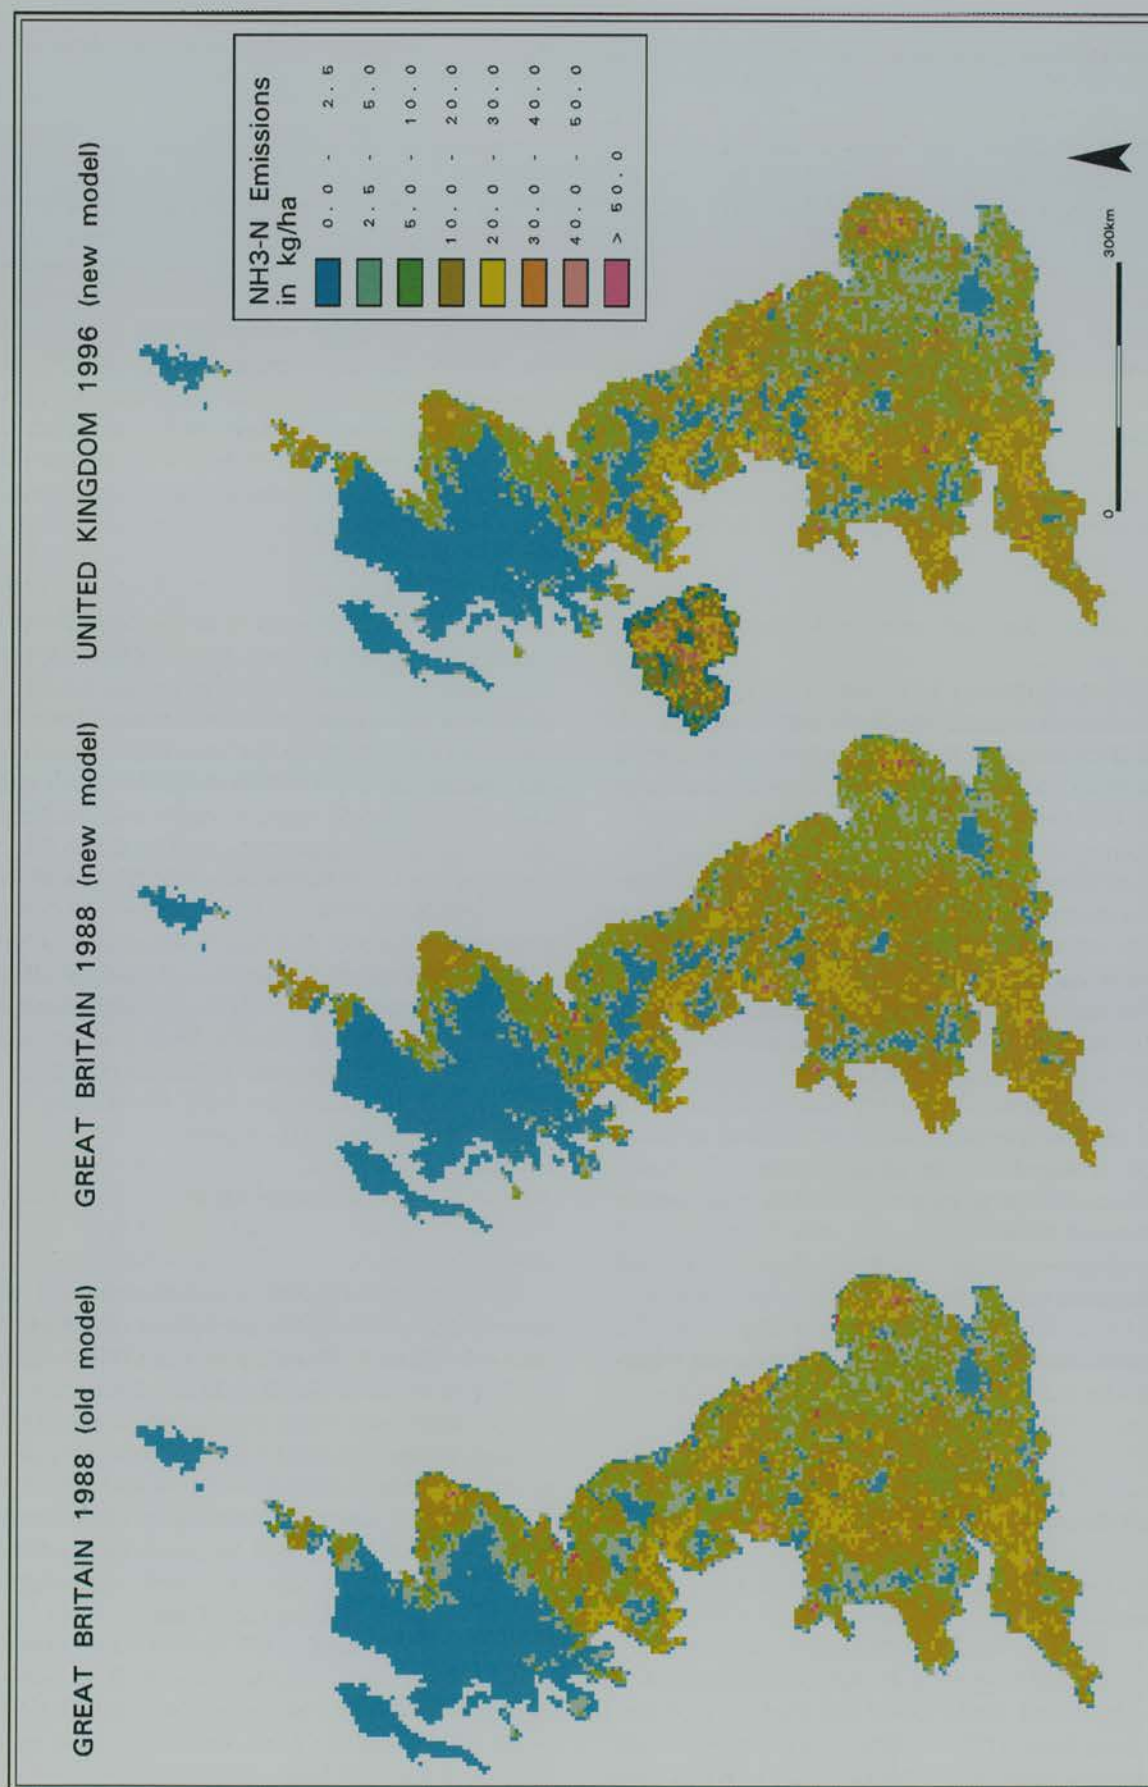 GREAT BRITAIN 1988 (old model)
GREAT BRITAIN 1988 (new model)
UNITED KINGDOM 1996 (new model)
NH3-N Emissions
in kg/ha
0.0 - 2.5
2.5 - 5.0
5.0 - 10.0
10.0 - 20.0
20.0 - 30.0
30.0 - 40.0
40.0 - 50.0
> 50.0
0 300km